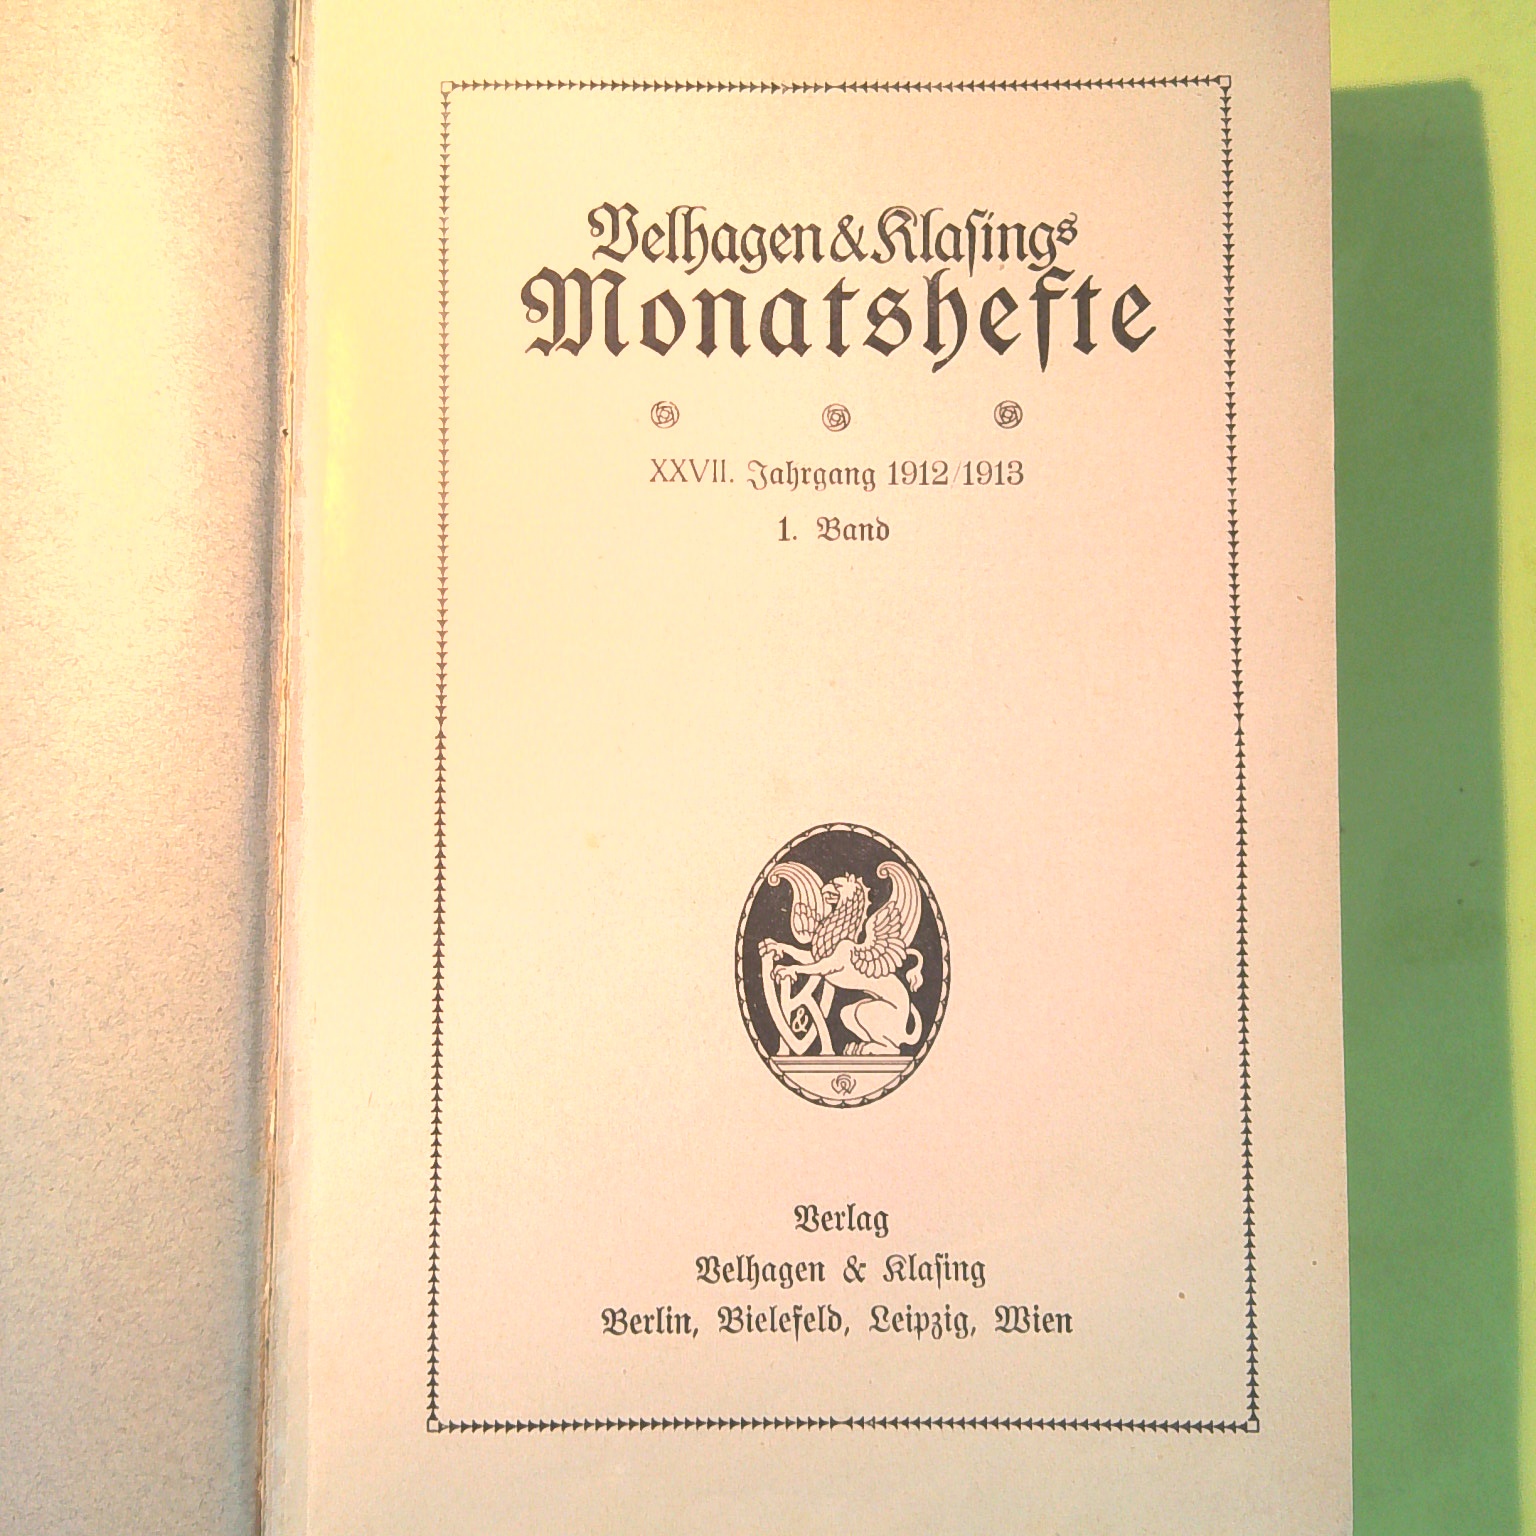 Velhagen & Klasings
Monatshefte
XXVII. Jahrgang 1912/1913
1. Band
V & K
Verlag
Velhagen & Klasing
Berlin, Bielefeld, Leipzig, Wien